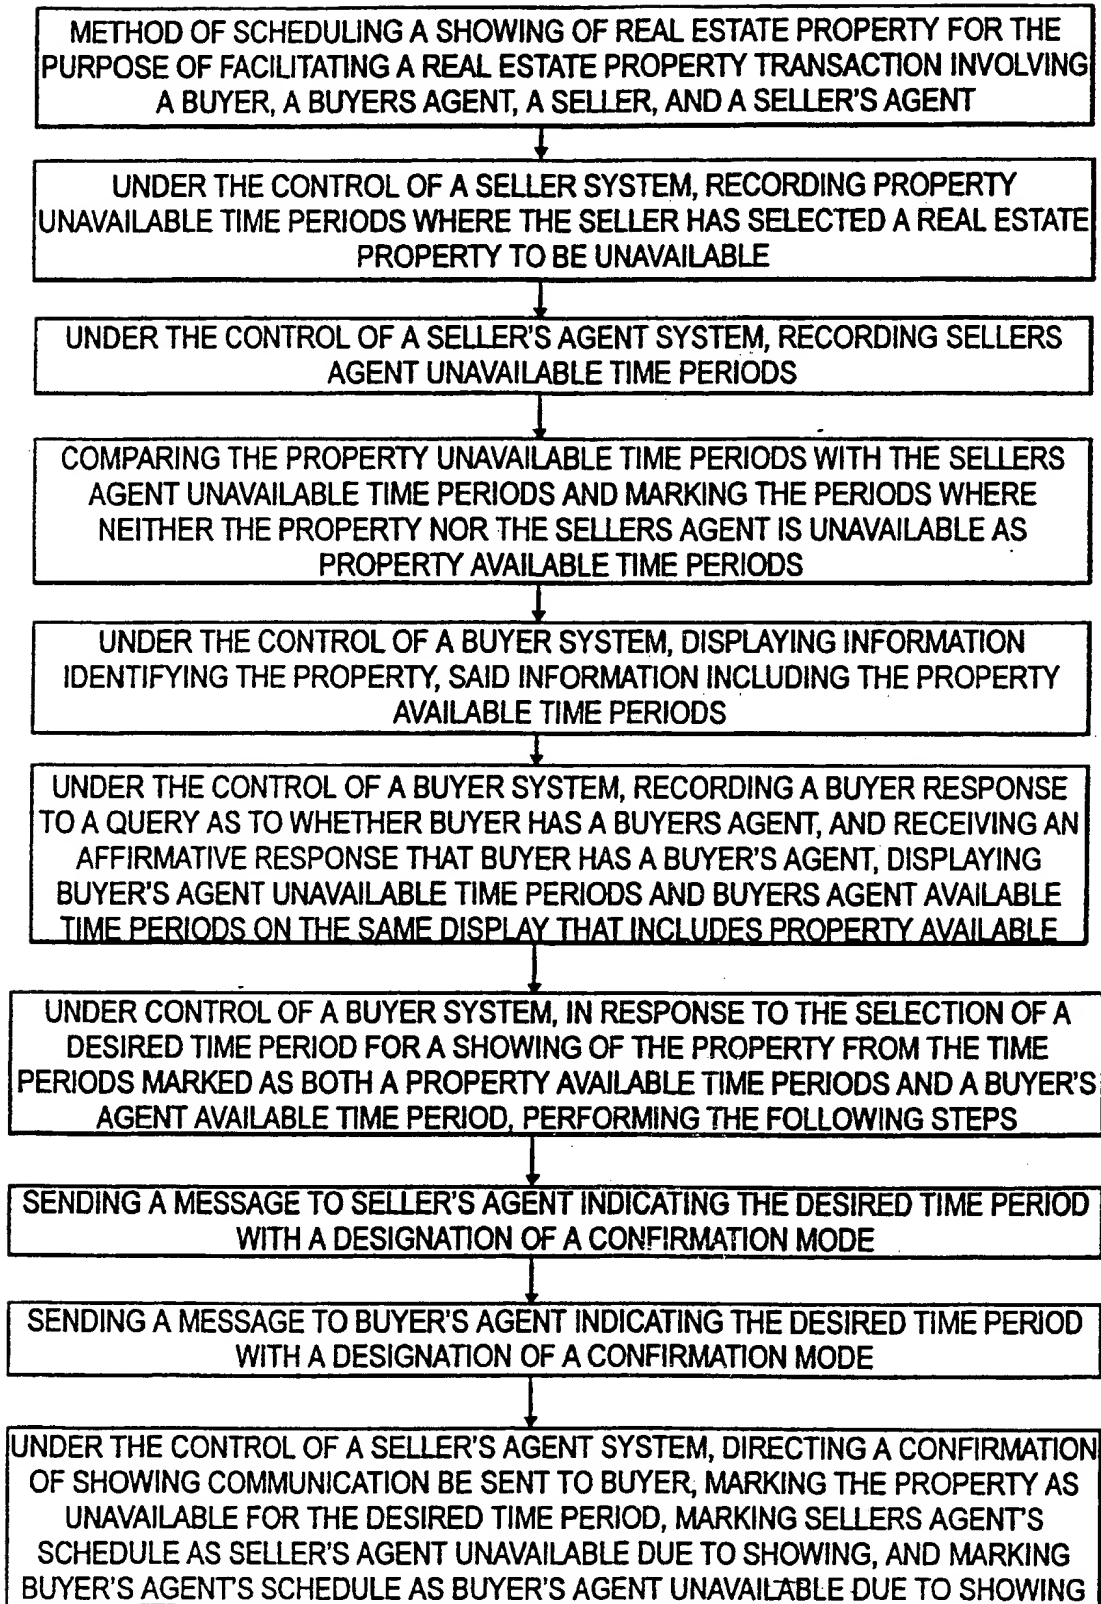 METHOD OF SCHEDULING A SHOWING OF REAL ESTATE PROPERTY FOR THE
PURPOSE OF FACILITATING A REAL ESTATE PROPERTY TRANSACTION INVOLVING
A BUYER, A BUYERS AGENT, A SELLER, AND A SELLER'S AGENT
UNDER THE CONTROL OF A SELLER SYSTEM, RECORDING PROPERTY
UNAVAILABLE TIME PERIODS WHERE THE SELLER HAS SELECTED A REAL ESTATE
PROPERTY TO BE UNAVAILABLE
UNDER THE CONTROL OF A SELLER'S AGENT SYSTEM, RECORDING SELLERS
AGENT UNAVAILABLE TIME PERIODS
COMPARING THE PROPERTY UNAVAILABLE TIME PERIODS WITH THE SELLERS
AGENT UNAVAILABLE TIME PERIODS AND MARKING THE PERIODS WHERE
NEITHER THE PROPERTY NOR THE SELLERS AGENT IS UNAVAILABLE AS
PROPERTY AVAILABLE TIME PERIODS
UNDER THE CONTROL OF A BUYER SYSTEM, DISPLAYING INFORMATION
IDENTIFYING THE PROPERTY, SAID INFORMATION INCLUDING THE PROPERTY
AVAILABLE TIME PERIODS
UNDER THE CONTROL OF A BUYER SYSTEM, RECORDING A BUYER RESPONSE
TO A QUERY AS TO WHETHER BUYER HAS A BUYERS AGENT, AND RECEIVING AN
AFFIRMATIVE RESPONSE THAT BUYER HAS A BUYER'S AGENT, DISPLAYING
BUYER'S AGENT UNAVAILABLE TIME PERIODS AND BUYERS AGENT AVAILABLE
TIME PERIODS ON THE SAME DISPLAY THAT INCLUDES PROPERTY AVAILABLE
UNDER CONTROL OF A BUYER SYSTEM, IN RESPONSE TO THE SELECTION OF A
DESIRED TIME PERIOD FOR A SHOWING OF THE PROPERTY FROM THE TIME
PERIODS MARKED AS BOTH A PROPERTY AVAILABLE TIME PERIODS AND A BUYER'S
AGENT AVAILABLE TIME PERIOD, PERFORMING THE FOLLOWING STEPS
SENDING A MESSAGE TO SELLER'S AGENT INDICATING THE DESIRED TIME PERIOD
WITH A DESIGNATION OF A CONFIRMATION MODE
SENDING A MESSAGE TO BUYER'S AGENT INDICATING THE DESIRED TIME PERIOD
WITH A DESIGNATION OF A CONFIRMATION MODE
UNDER THE CONTROL OF A SELLER'S AGENT SYSTEM, DIRECTING A CONFIRMATION
OF SHOWING COMMUNICATION BE SENT TO BUYER, MARKING THE PROPERTY AS
UNAVAILABLE FOR THE DESIRED TIME PERIOD, MARKING SELLERS AGENT'S
SCHEDULE AS SELLER'S AGENT UNAVAILABLE DUE TO SHOWING, AND MARKING
BUYER'S AGENT'S SCHEDULE AS BUYER'S AGENT UNAVAILABLE DUE TO SHOWING